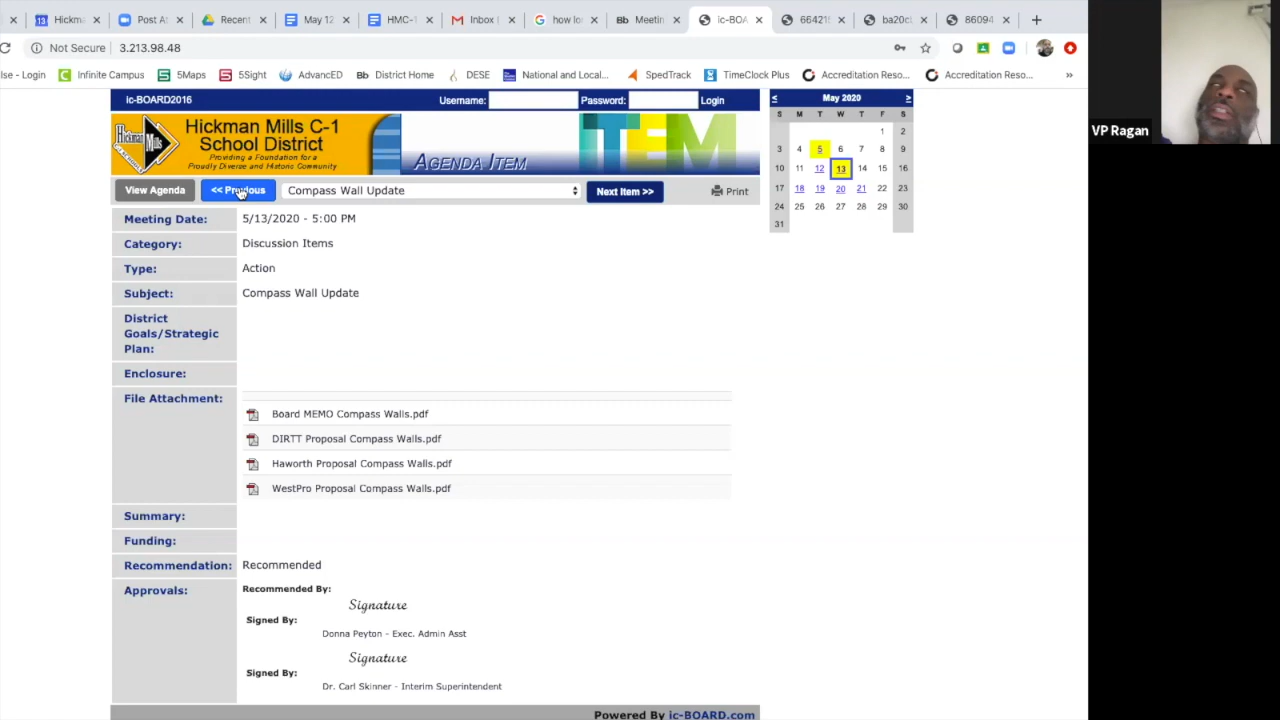 Hickm
Post A
Recent
May 12
HMC-1
Inbox
how lo
Bb Meetin
ic-BOA
66421
ba20c
86094
Not Secure
3.213.98.48
lse - Login
Infinite Campus
5Maps
5Sight
AdvancED
Bb District Home
DESE
National and Local...
SpedTrack
TimeClock Plus
Accreditation Reso...
Accreditation Reso...
»
ic-BOARD2016
Username:
Password:
Login
Hickman Mills
Hickman Mills C-1
School District
Providing a Foundation for a
Proudly Diverse and Historic Community
ITEM
AGENDA ITEM
View Agenda
<< Previous
Compass Wall Update
Next Item >>
Print
Meeting Date: 5/13/2020 - 5:00 PM
Category: Discussion Items
Type: Action
Subject: Compass Wall Update
District
Goals/Strategic
Plan:
Enclosure:
File Attachment:
Board MEMO Compass Walls.pdf
DIRTT Proposal Compass Walls.pdf
Haworth Proposal Compass Walls.pdf
WestPro Proposal Compass Walls.pdf
Summary:
Funding:
Recommendation: Recommended
Approvals:
Recommended By:
Signature
Signed By:
Donna Peyton - Exec. Admin Asst
Signature
Signed By:
Dr. Carl Skinner - Interim Superintendent
Powered By ic-BOARD.com
< May 2020 >
S M T W T F S
1 2
3 4 5 6 7 8 9
10 11 12 13 14 15 16
17 18 19 20 21 22 23
24 25 26 27 28 29 30
31
VP Ragan